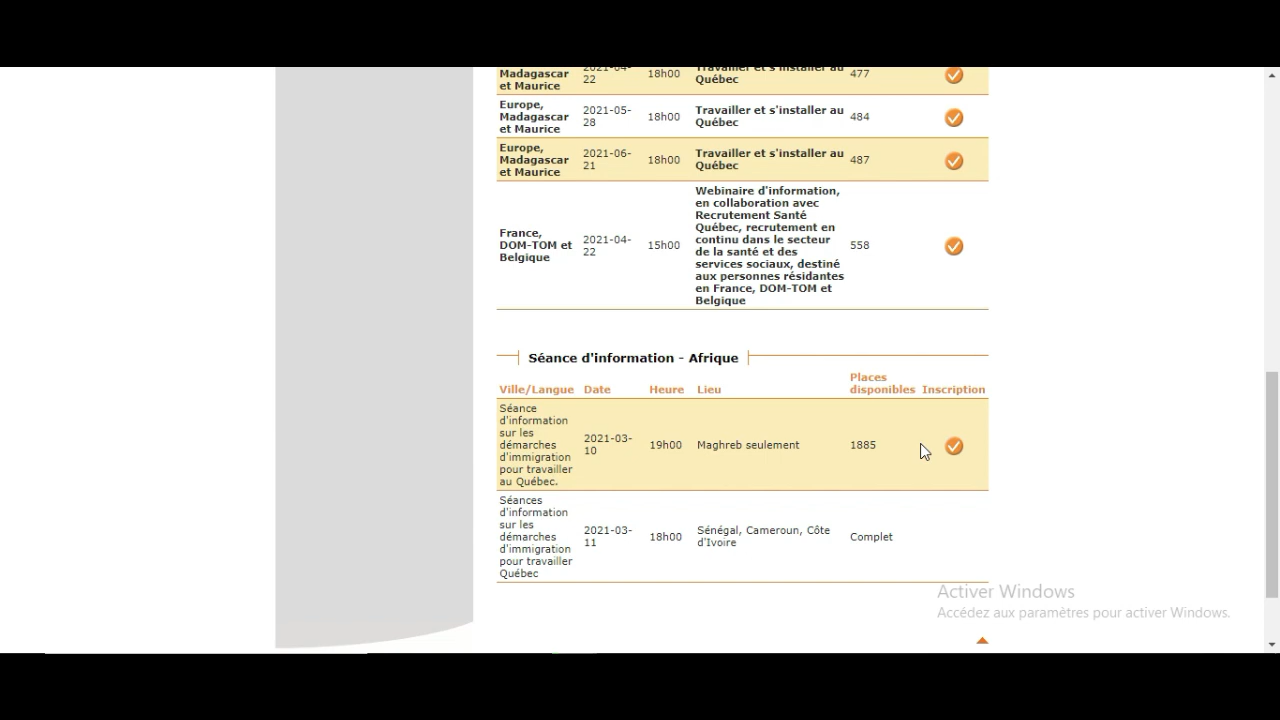 Madagascar
et Maurice
22
18h00
Québec
477
Europe,
Madagascar
et Maurice
2021-05-
28
18h00
Travailler et s'installer au
Québec
484
Europe,
Madagascar
et Maurice
2021-06-
21
18h00
Travailler et s'installer au
Québec
487
France,
DOM-TOM et
Belgique
2021-04-
22
15h00
Webinaire d'information,
en collaboration avec
Recrutement Santé
Québec, recrutement en
continu dans le secteur
de la santé et des
services sociaux, destiné
aux personnes résidantes
en France, DOM-TOM et
Belgique
558
Séance d'information - Afrique
Ville/Langue
Date
Heure
Lieu
Places
disponibles
Inscription
Séance
d'information
sur les
démarches
d'immigration
pour travailler
au Québec.
2021-03-
10
19h00
Maghreb seulement
1885
Séances
d'information
sur les
démarches
d'immigration
pour travailler
Québec
2021-03-
11
18h00
Sénégal, Cameroun, Côte
d'Ivoire
Complet
Activer Windows
Accédez aux paramètres pour activer Windows.